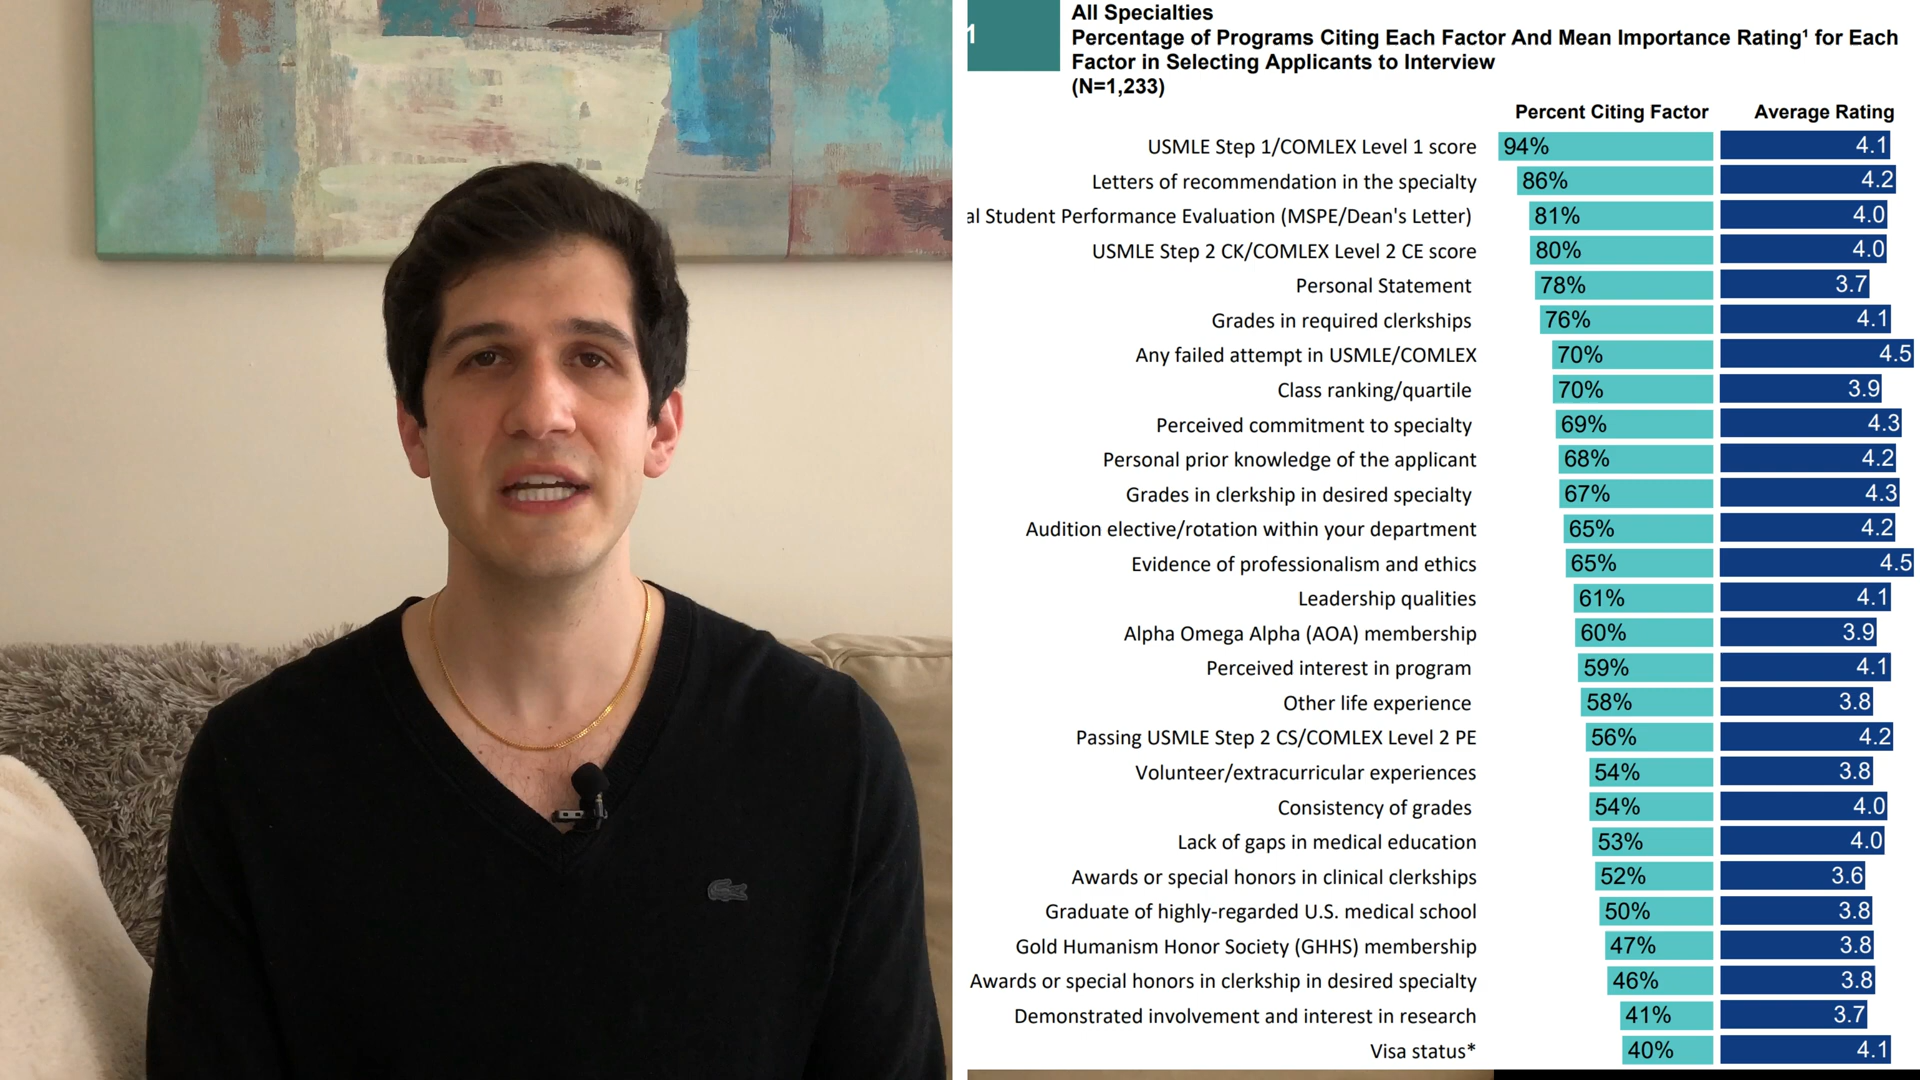 1
All Specialties
Percentage of Programs Citing Each Factor And Mean Importance Rating¹ for Each
Factor in Selecting Applicants to Interview
(N=1,233)
Percent Citing Factor Average Rating
USMLE Step 1/COMLEX Level 1 score 94% 4.1
Letters of recommendation in the specialty 86% 4.2
al Student Performance Evaluation (MSPE/Dean's Letter) 81% 4.0
USMLE Step 2 CK/COMLEX Level 2 CE score 80% 4.0
Personal Statement 78% 3.7
Grades in required clerkships 76% 4.1
Any failed attempt in USMLE/COMLEX 70% 4.5
Class ranking/quartile 70% 3.9
Perceived commitment to specialty 69% 4.3
Personal prior knowledge of the applicant 68% 4.2
Grades in clerkship in desired specialty 67% 4.3
Audition elective/rotation within your department 65% 4.2
Evidence of professionalism and ethics 65% 4.5
Leadership qualities 61% 4.1
Alpha Omega Alpha (AOA) membership 60% 3.9
Perceived interest in program 59% 4.1
Other life experience 58% 3.8
Passing USMLE Step 2 CS/COMLEX Level 2 PE 56% 4.2
Volunteer/extracurricular experiences 54% 3.8
Consistency of grades 54% 4.0
Lack of gaps in medical education 53% 4.0
Awards or special honors in clinical clerkships 52% 3.6
Graduate of highly-regarded U.S. medical school 50% 3.8
Gold Humanism Honor Society (GHHS) membership 47% 3.8
Awards or special honors in clerkship in desired specialty 46% 3.8
Demonstrated involvement and interest in research 41% 3.7
Visa status* 40% 4.1